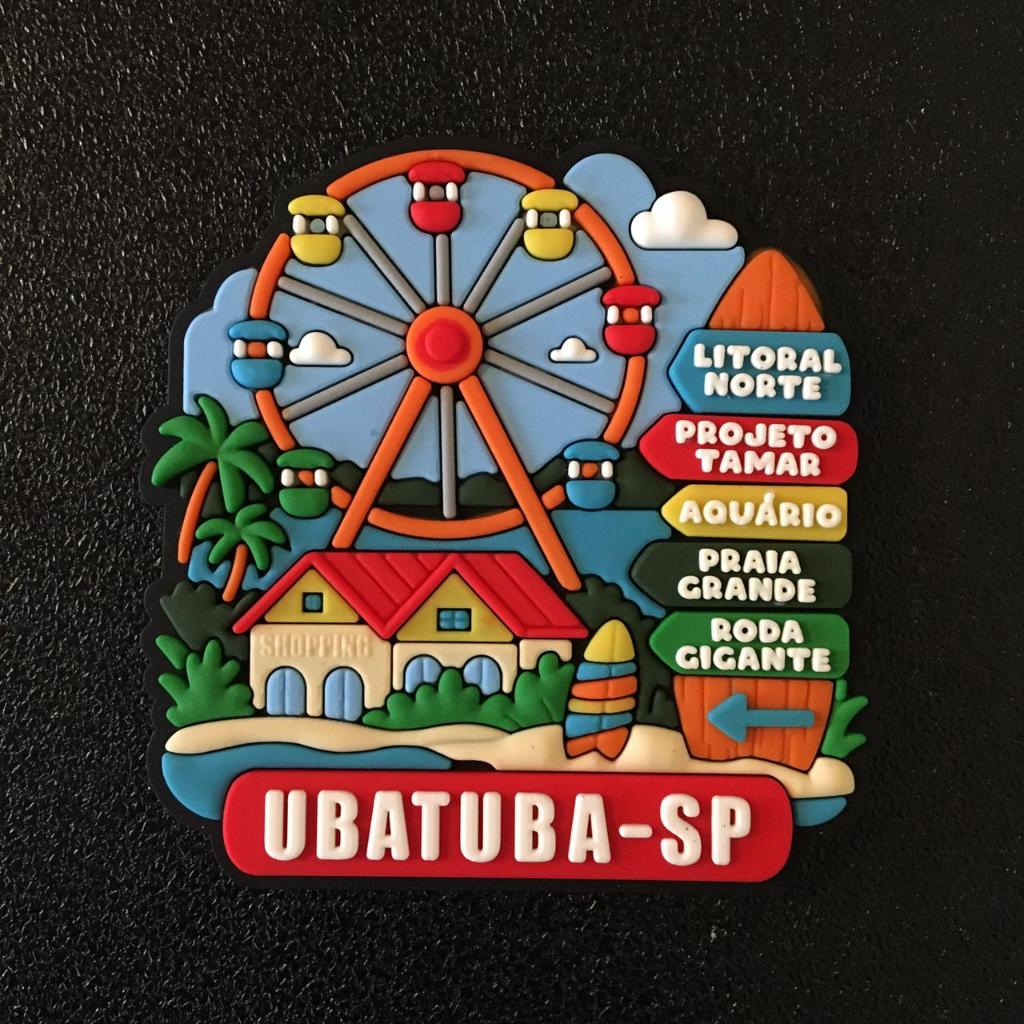 LITORAL
NORTE
PROJETO
TAMAR
AQUÁRIO
PRAIA
GRANDE
RODA
GIGANTE
SHOPPING
UBATUBA-SP